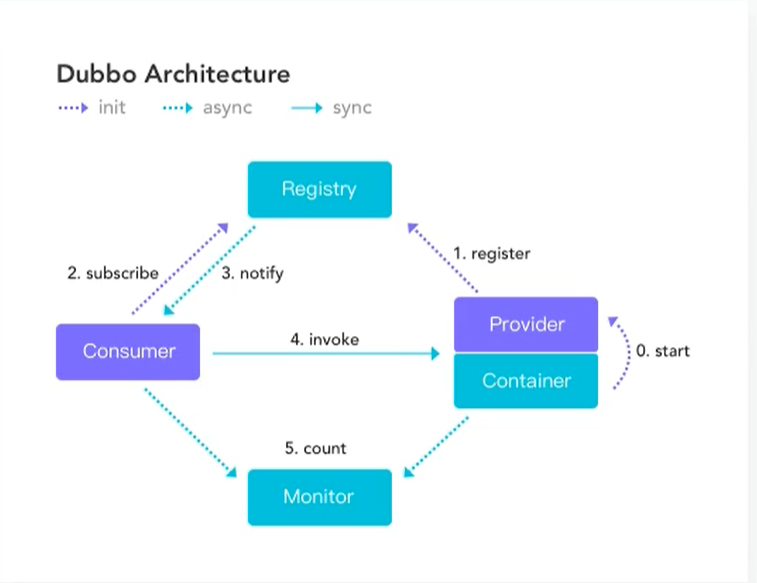 Dubbo Architecture
init async sync
Registry
1. register
2. subscribe 3. notify
Provider
4. invoke
Consumer
0. start
Container
5. count
Monitor